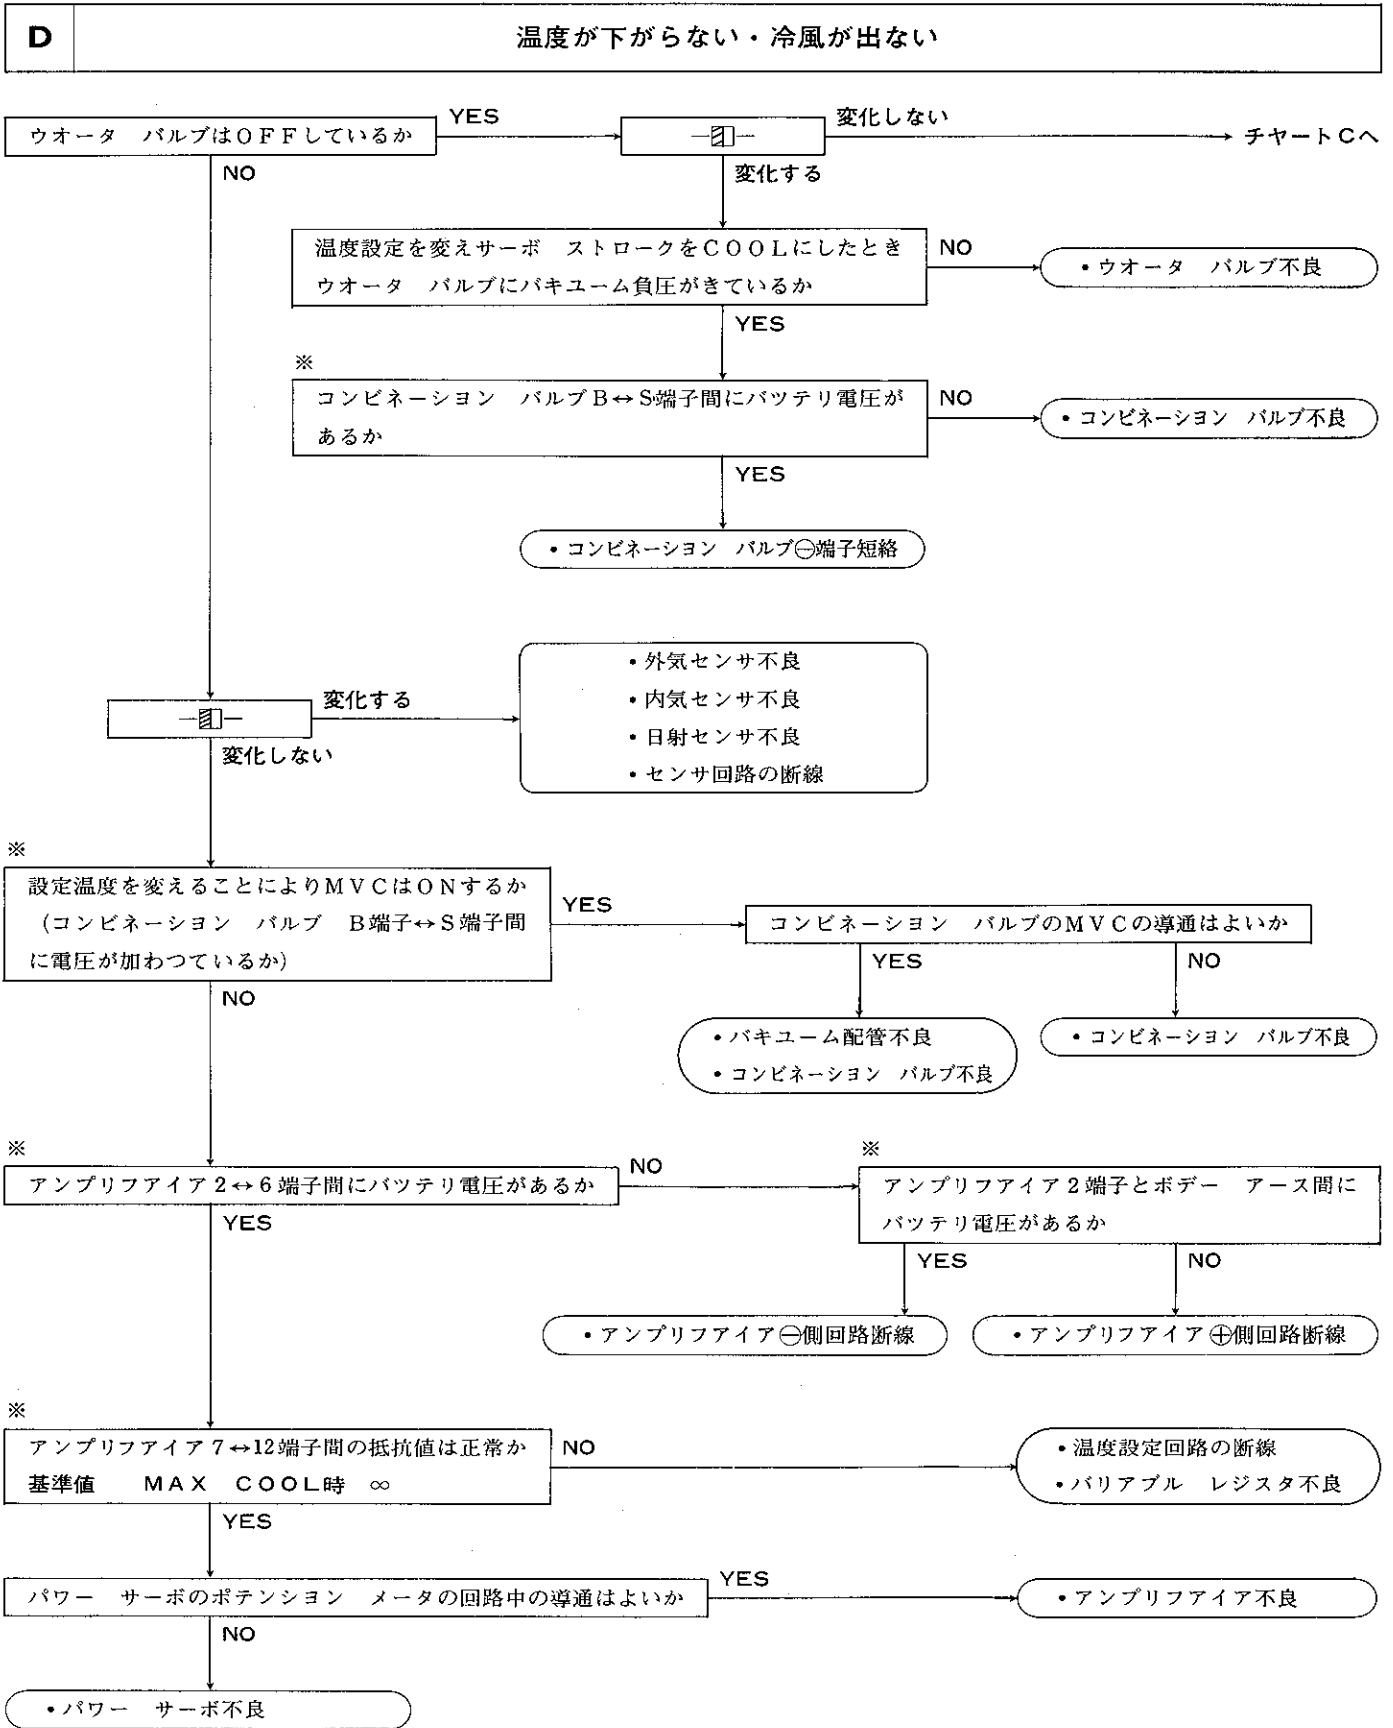 D
温度が下がらない・冷風が出ない
ウオータ バルブはOFFしているか
YES
変化しない
チヤートCへ
NO
変化する
温度設定を変えサーボ ストロークをCOOLにしたとき
ウオータ バルブにバキユーム負圧がきているか
NO
・ウオータ バルブ不良
YES
※
コンビネーシヨン バルブB↔S端子間にバツテリ電圧が
あるか
NO
・コンビネーシヨン バルブ不良
YES
・コンビネーシヨン バルブ㊀端子短絡
・外気センサ不良
・内気センサ不良
・日射センサ不良
・センサ回路の断線
変化する
変化しない
※
設定温度を変えることによりMVCはONするか
(コンビネーシヨン バルブ B端子↔S端子間
に電圧が加わつているか)
YES
コンビネーシヨン バルブのMVCの導通はよいか
YES
NO
NO
・バキユーム配管不良
・コンビネーシヨン バルブ不良
・コンビネーシヨン バルブ不良
※
アンプリフアイア2↔6端子間にバツテリ電圧があるか
NO
※
アンプリフアイア2端子とボデー アース間に
バツテリ電圧があるか
YES
YES
NO
・アンプリフアイア⊖側回路断線
・アンプリフアイア⊕側回路断線
※
アンプリフアイア7↔12端子間の抵抗値は正常か
基準値 MAX COOL時 ∞
NO
・温度設定回路の断線
・バリアブル レジスタ不良
YES
パワー サーボのポテンシヨン メータの回路中の導通はよいか
YES
・アンプリフアイア不良
NO
・パワー サーボ不良